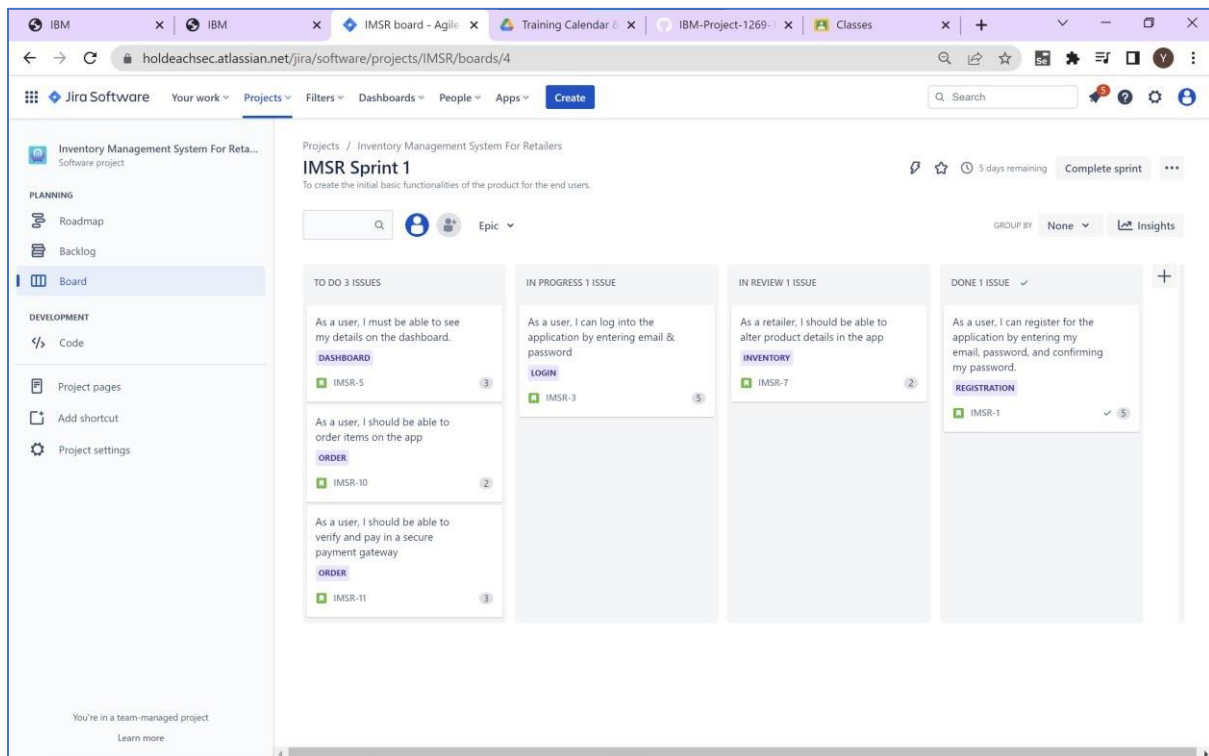 IBM
IBM
IMSR board - Agile
Training Calendar &
IBM-Project-1269-1
Classes
holdeachsec.atlassian.net/jira/software/projects/IMSR/boards/4
Se
Y
Jira Software
Your work
Projects
Filters
Dashboards
People
Apps
Create
Search
5
Inventory Management System For Reta...
Software project
PLANNING
Roadmap
Backlog
Board
DEVELOPMENT
Code
Project pages
Add shortcut
Project settings
You're in a team-managed project
Learn more
Projects / Inventory Management System For Retailers
IMSR Sprint 1
To create the initial basic functionalities of the product for the end users.
5 days remaining
Complete sprint
Epic
GROUP BY
None
Insights
TO DO 3 ISSUES
As a user, I must be able to see
my details on the dashboard.
DASHBOARD
IMSR-5
3
As a user, I should be able to
order items on the app
ORDER
IMSR-10
2
As a user, I should be able to
verify and pay in a secure
payment gateway
ORDER
IMSR-11
3
IN PROGRESS 1 ISSUE
As a user, I can log into the
application by entering email &
password
LOGIN
IMSR-3
5
IN REVIEW 1 ISSUE
As a retailer, I should be able to
alter product details in the app
INVENTORY
IMSR-7
2
DONE 1 ISSUE
As a user, I can register for the
application by entering my
email, password, and confirming
my password.
REGISTRATION
IMSR-1
5